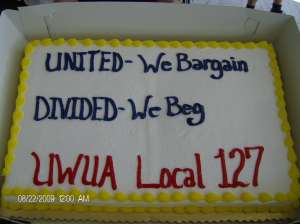 UNITED-We Bargain
DIVIDED-We Beg
UWUA Local 127
08/22/2009 12:00 AM